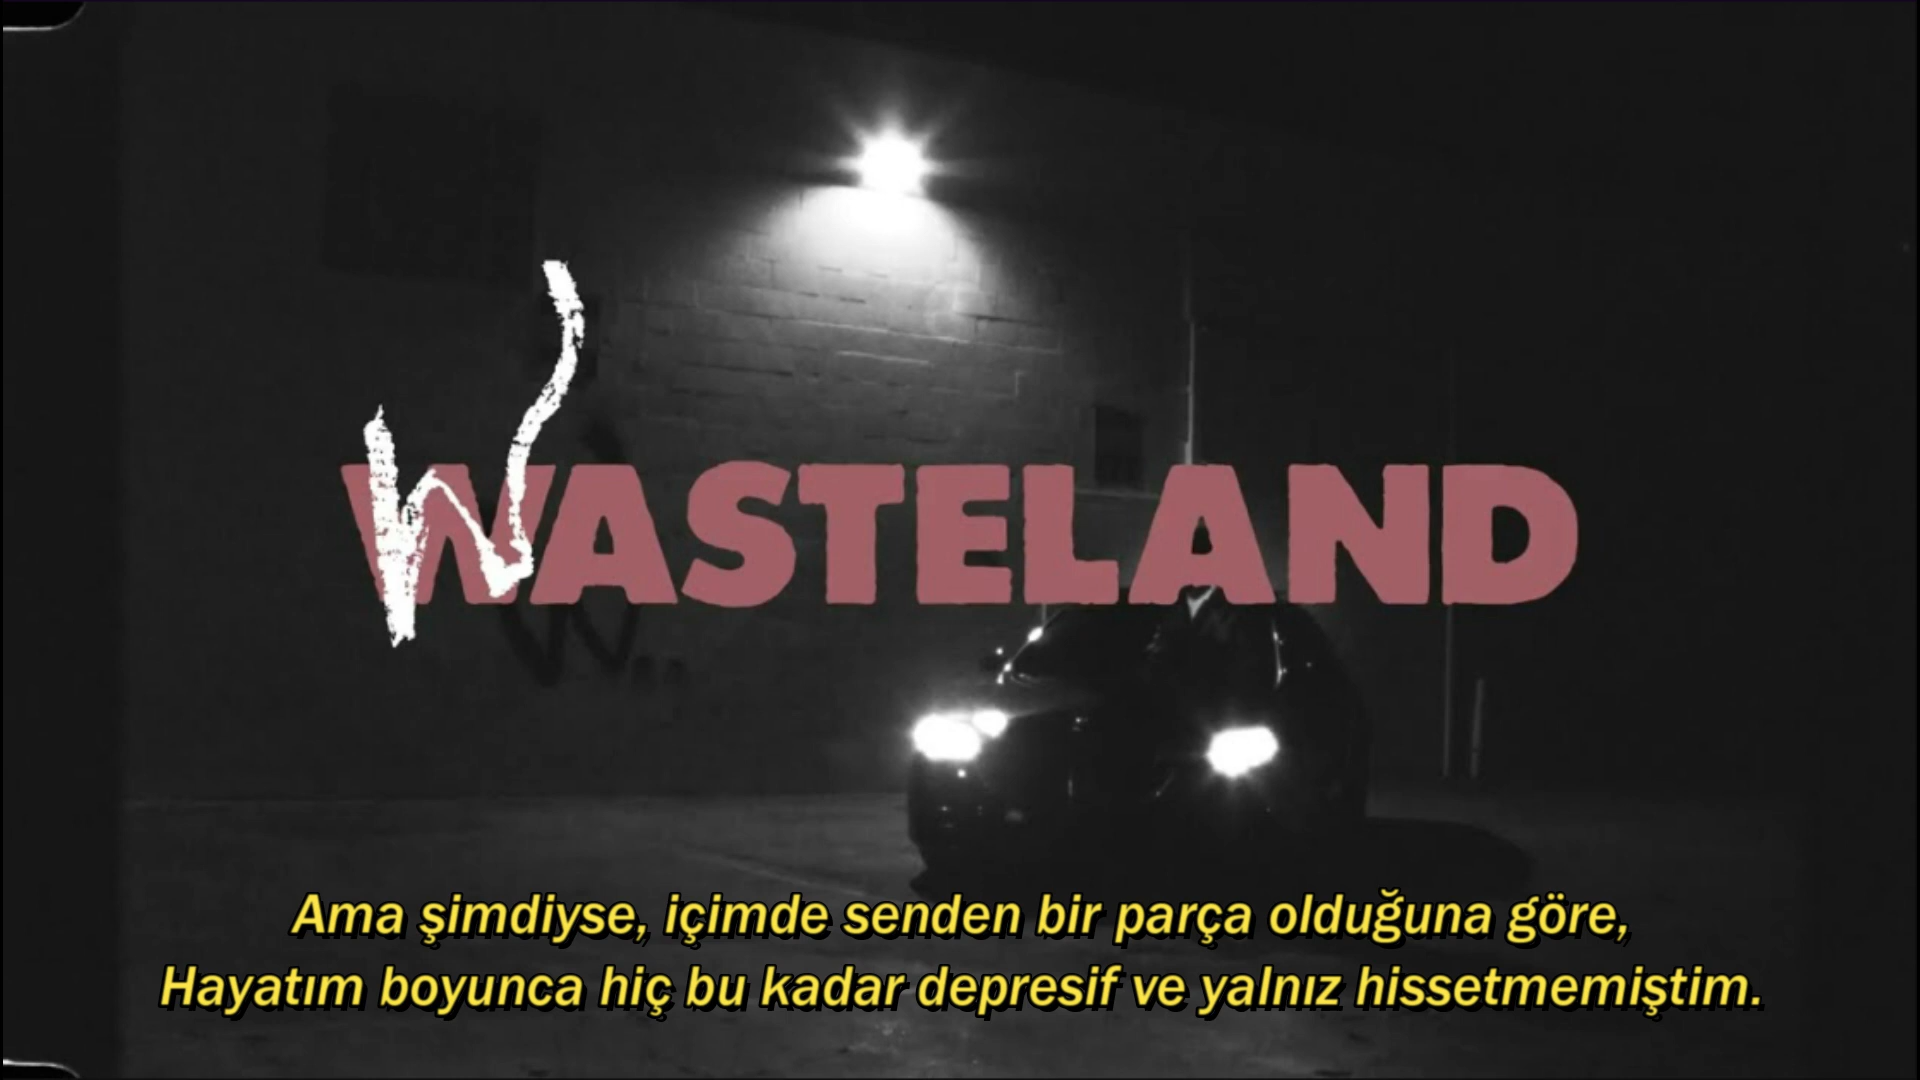 WASTELAND
Ama şimdiyse, içimde senden bir parça olduğuna göre,
Hayatım boyunca hiç bu kadar depresif ve yalnız hissetmemiştim.